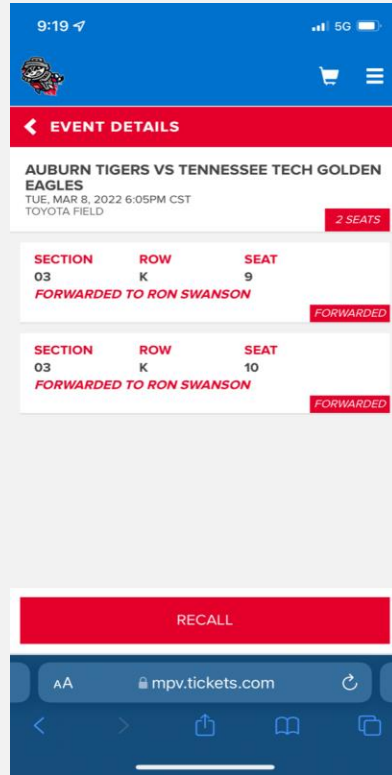 9:19
5G
EVENT DETAILS
AUBURN TIGERS VS TENNESSEE TECH GOLDEN
EAGLES
TUE, MAR 8, 2022 6:05PM CST
TOYOTA FIELD
2 SEATS
SECTION ROW SEAT
03 K 9
FORWARDED TO RON SWANSON
FORWARDED
SECTION ROW SEAT
03 K 10
FORWARDED TO RON SWANSON
FORWARDED
RECALL
AA mpv.tickets.com